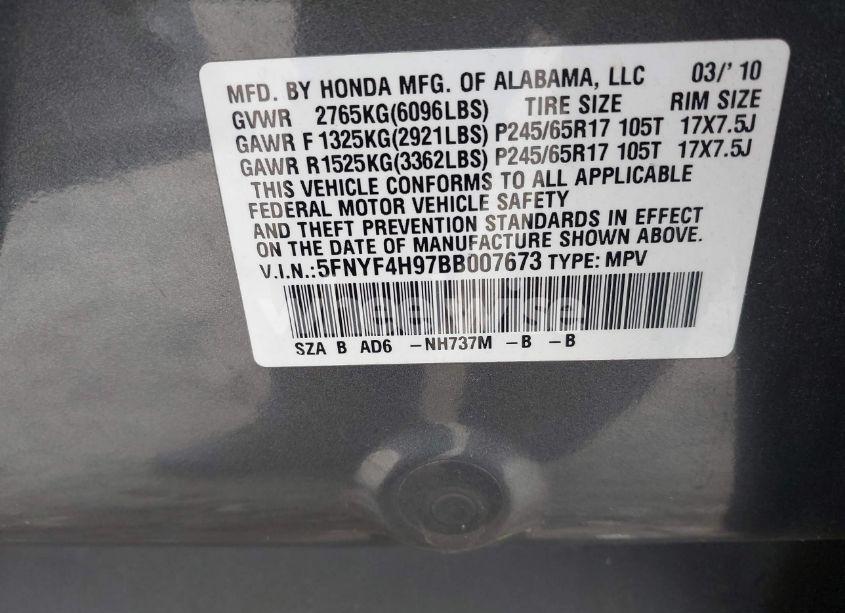 MFD. BY HONDA MFG. OF ALABAMA, LLC 03/' 10
GVWR 2765KG(6096LBS) TIRE SIZE RIM SIZE
GAWR F 1325KG(2921LBS) P245/65R17 105T 17X7.5J
GAWR R1525KG(3362LBS) P245/65R17 105T 17X7.5J
THIS VEHICLE CONFORMS TO ALL APPLICABLE
FEDERAL MOTOR VEHICLE SAFETY
AND THEFT PREVENTION STANDARDS IN EFFECT
ON THE DATE OF MANUFACTURE SHOWN ABOVE.
V.I.N.:5FNYF4H97BB007673 TYPE: MPV
SZA B AD6 -NH737M -B -B